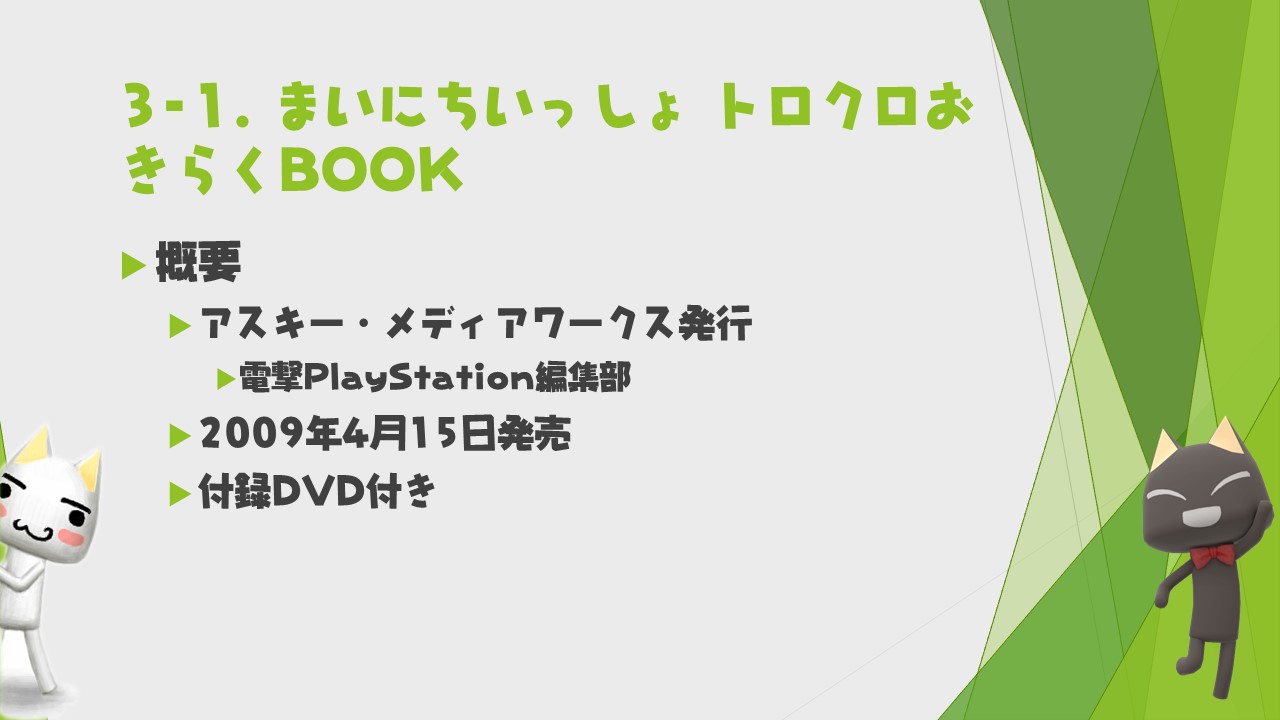 3-1. まいにちいっしょ トロクロお
きらくBOOK
概要
アスキー・メディアワークス発行
電撃PlayStation編集部
2009年4月15日発売
付録DVD付き